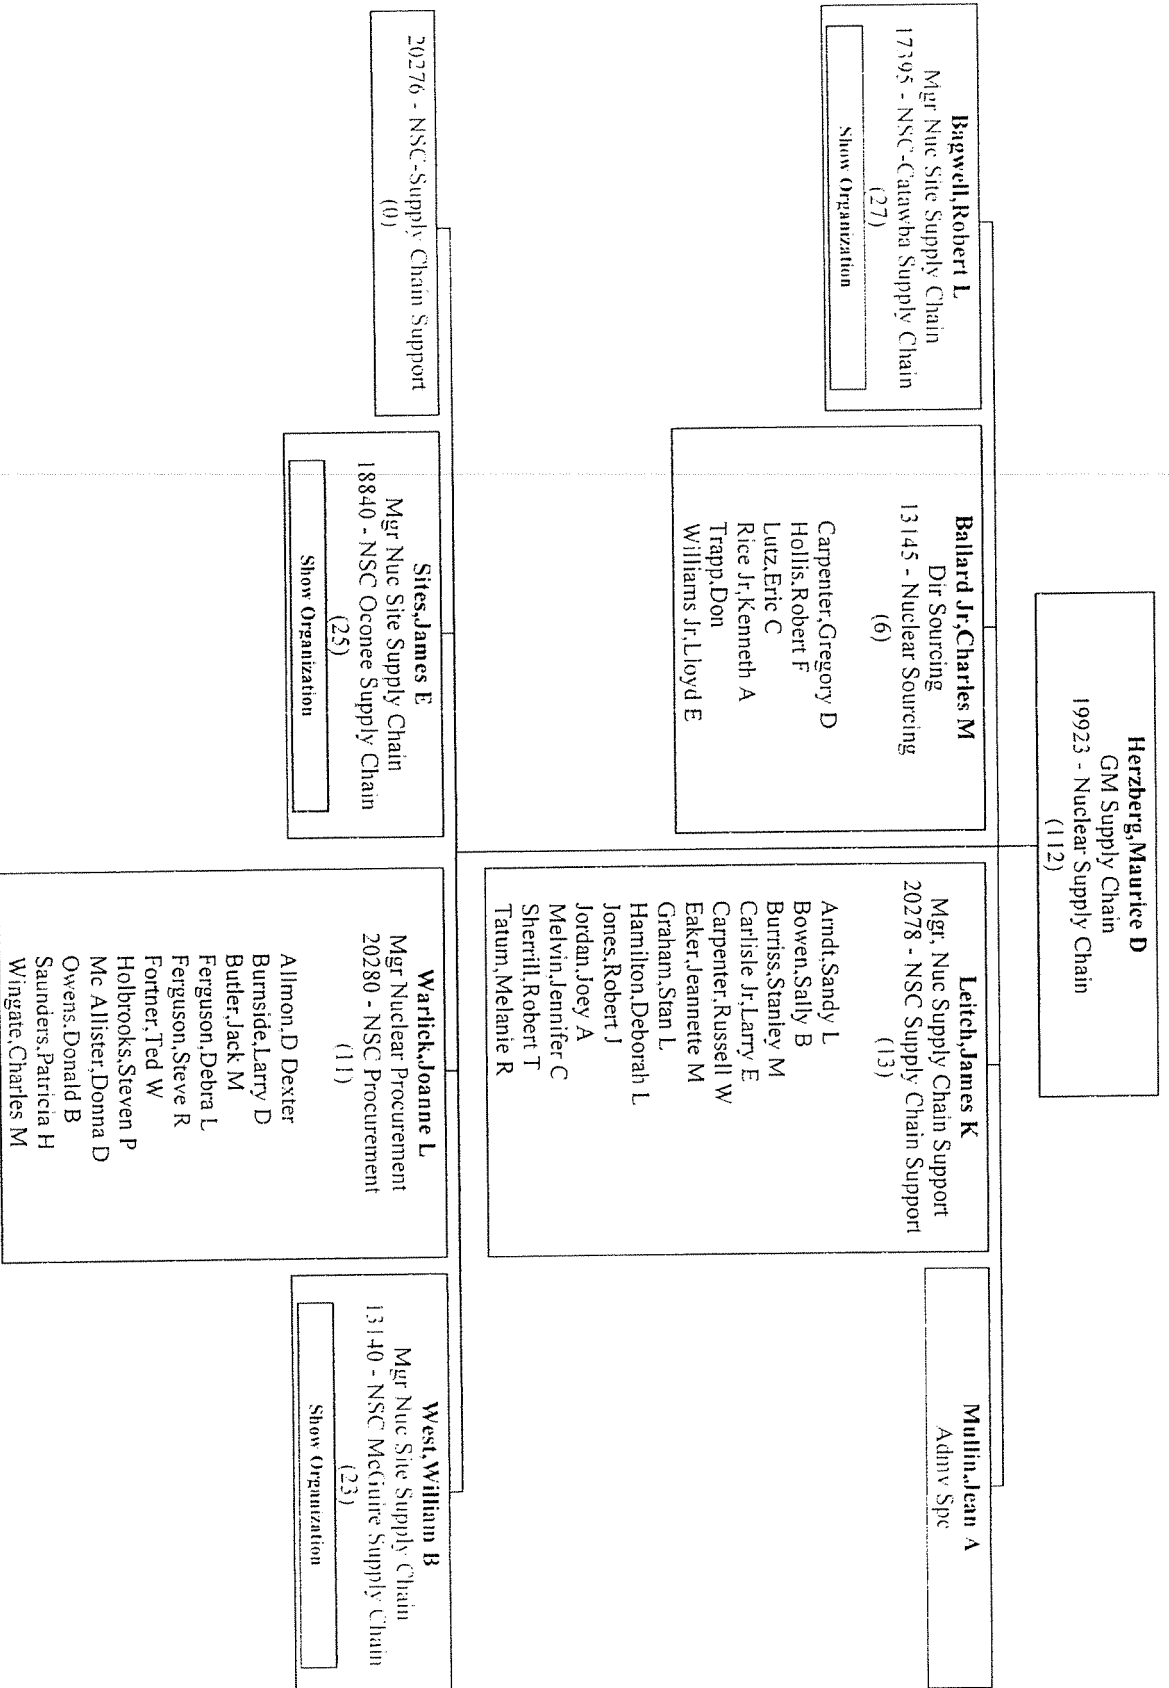 Herzberg,Maurice D
GM Supply Chain
19923 - Nuclear Supply Chain
(112)
Bagwell,Robert L
Mgr Nuc Site Supply Chain
17395 - NSC-Catawba Supply Chain
(27)
Show Organization
Ballard Jr,Charles M
Dir Sourcing
13145 - Nuclear Sourcing
(6)
Carpenter,Gregory D
Hollis,Robert F
Lutz,Eric C
Rice Jr,Kenneth A
Trapp,Don
Williams Jr,Lloyd E
Leitch,James K
Mgr, Nuc Supply Chain Support
20278 - NSC Supply Chain Support
(13)
Arndt,Sandy L
Bowen,Sally B
Burriss,Stanley M
Carlisle Jr,Larry E
Carpenter,Russell W
Eaker,Jeannette M
Graham,Stan L
Hamilton,Deborah L
Jones,Robert J
Jordan,Joey A
Melvin,Jennifer C
Sherrill,Robert T
Tatum,Melanie R
Mullin,Jean A
Admv Spc
20276 - NSC-Supply Chain Support
(0)
Sites,James E
Mgr Nuc Site Supply Chain
18840 - NSC Oconee Supply Chain
(25)
Show Organization
Warlick,Joanne L
Mgr Nuclear Procurement
20280 - NSC Procurement
(11)
Allmon,D Dexter
Burnside,Larry D
Butler,Jack M
Ferguson,Debra L
Ferguson,Steve R
Fortner,Ted W
Holbrooks,Steven P
Mc Allister,Donna D
Owens,Donald B
Saunders,Patricia H
Wingate,Charles M
West,William B
Mgr Nuc Site Supply Chain
13140 - NSC McGuire Supply Chain
(23)
Show Organization